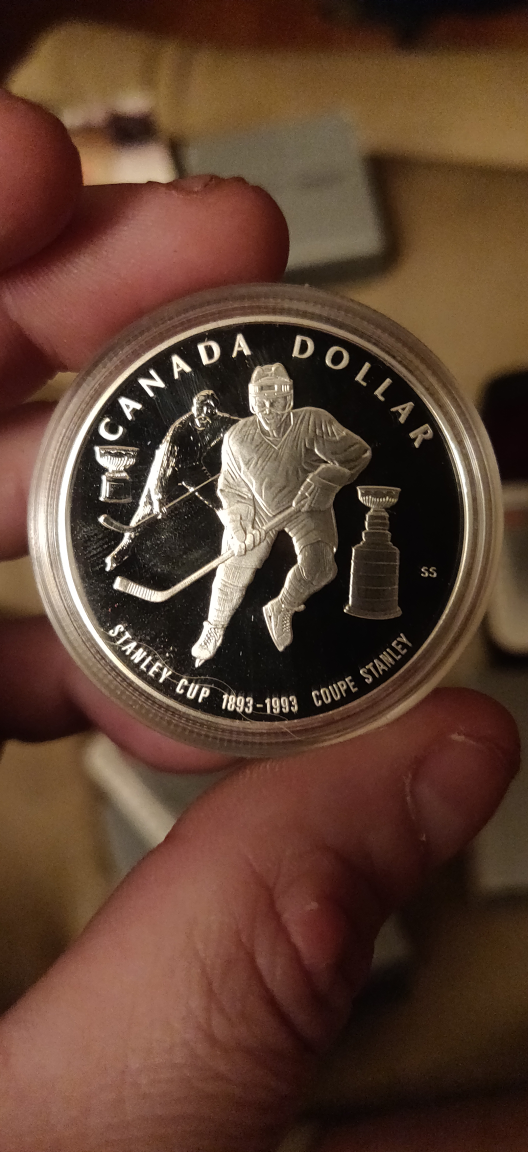 CANADA DOLLAR
SS
STANLEY CUP 1893-1993 COUPE STANLEY